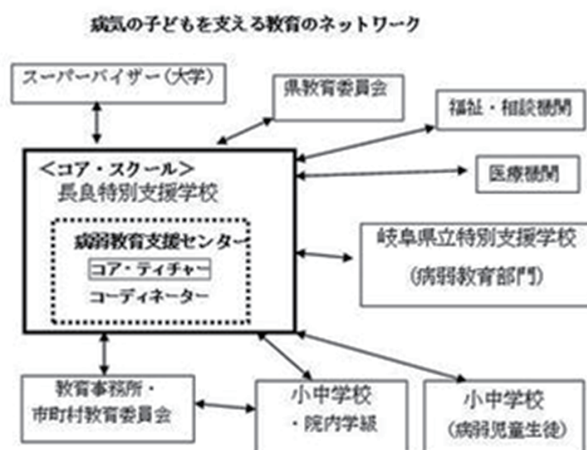 病気の子どもを支える教育のネットワーク
スーパーバイザー(大学)
県教育委員会
福祉・相談機関
医療機関
<コア・スクール>
長良特別支援学校
病弱教育支援センター
コア・ティチャー
コーディネーター
岐阜県立特別支援学校
(病弱教育部門)
教育事務所・
市町村教育委員会
小中学校
・院内学級
小中学校
(病弱児童生徒)